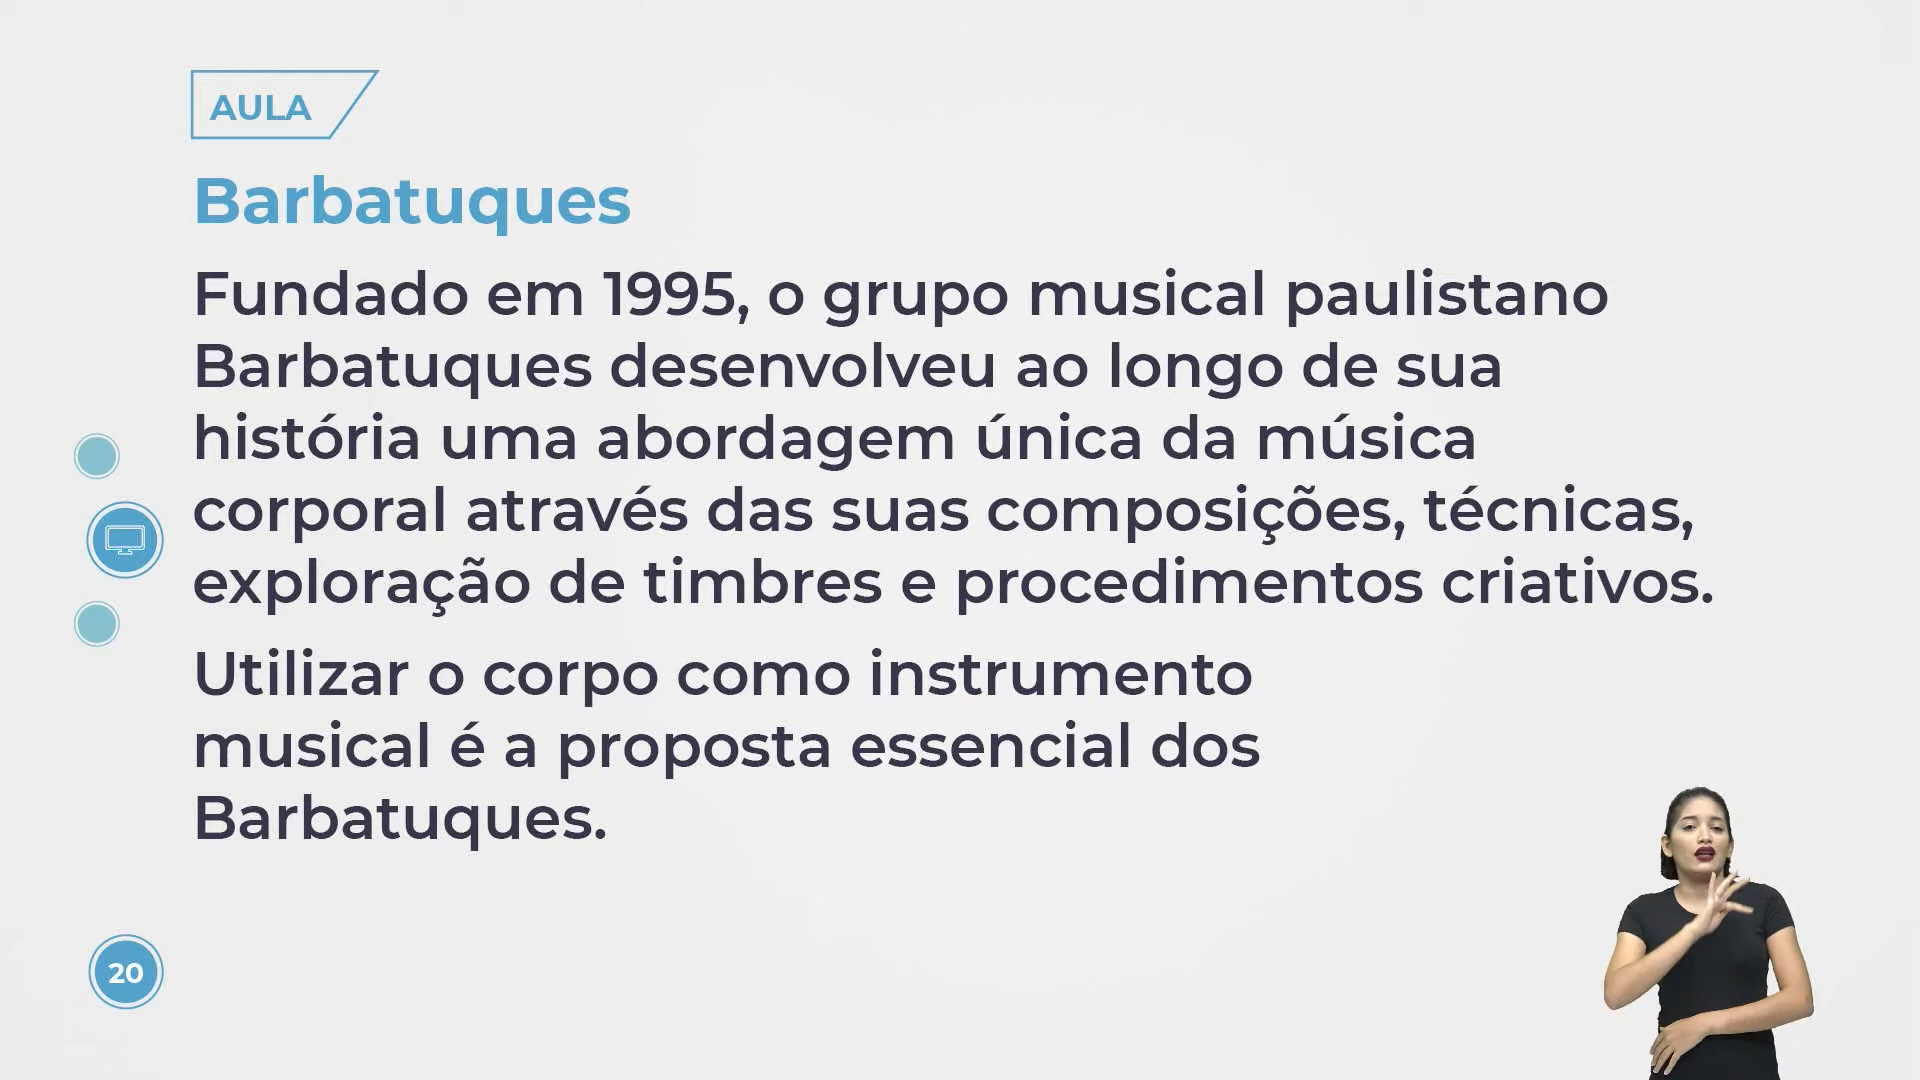 AULA
Barbatuques
Fundado em 1995, o grupo musical paulistano
Barbatuques desenvolveu ao longo de sua
história uma abordagem única da música
corporal através das suas composições, técnicas,
exploração de timbres e procedimentos criativos.
Utilizar o corpo como instrumento
musical é a proposta essencial dos
Barbatuques.
20